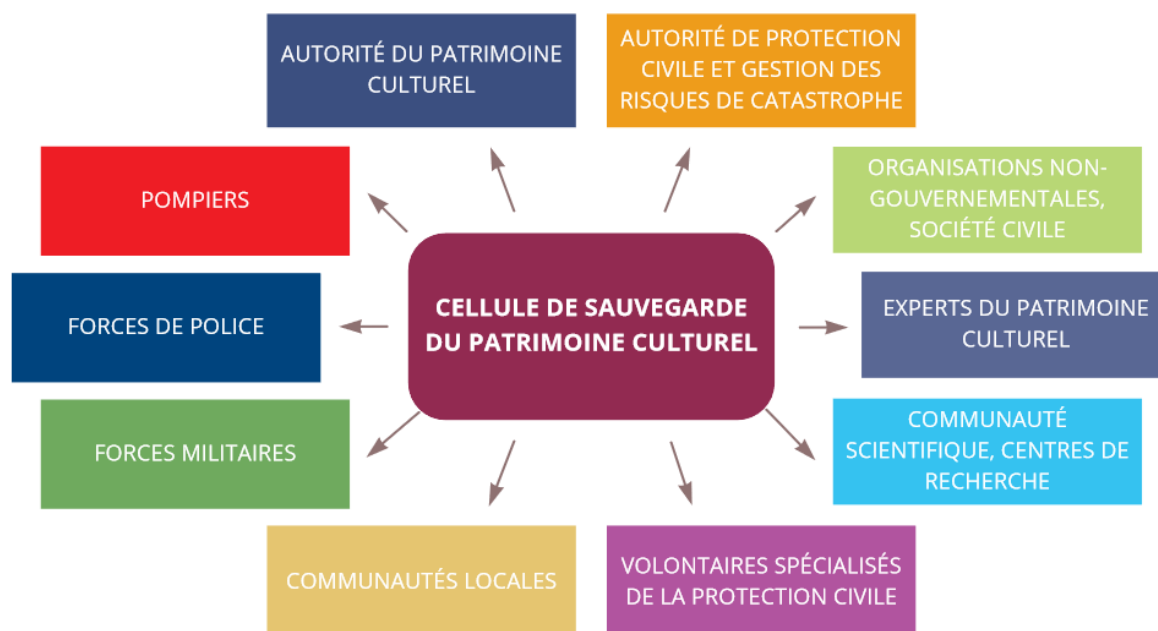 AUTORITÉ DU PATRIMOINE
CULTUREL
AUTORITÉ DE PROTECTION
CIVILE ET GESTION DES
RISQUES DE CATASTROPHE
POMPIERS
ORGANISATIONS NON-
GOUVERNEMENTALES,
SOCIÉTÉ CIVILE
FORCES DE POLICE
CELLULE DE SAUVEGARDE
DU PATRIMOINE CULTUREL
EXPERTS DU PATRIMOINE
CULTUREL
FORCES MILITAIRES
COMMUNAUTÉ
SCIENTIFIQUE, CENTRES DE
RECHERCHE
COMMUNAUTÉS LOCALES
VOLONTAIRES SPÉCIALISÉS
DE LA PROTECTION CIVILE